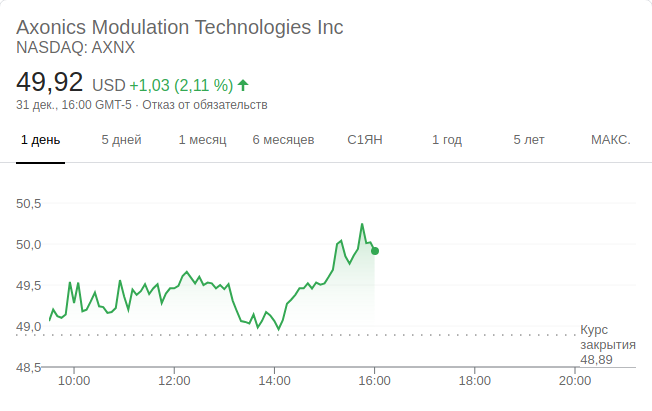 Axonics Modulation Technologies Inc
NASDAQ: AXNX
49,92 USD +1,03 (2,11 %)
31 дек., 16:00 GMT-5 · Отказ от обязательств
1 день 5 дней 1 месяц 6 месяцев С1ЯН 1 год 5 лет МАКС.
50,5
50,0
49,5
49,0
Курс
закрытия
48,89
48,5
10:00 12:00 14:00 16:00 18:00 20:00